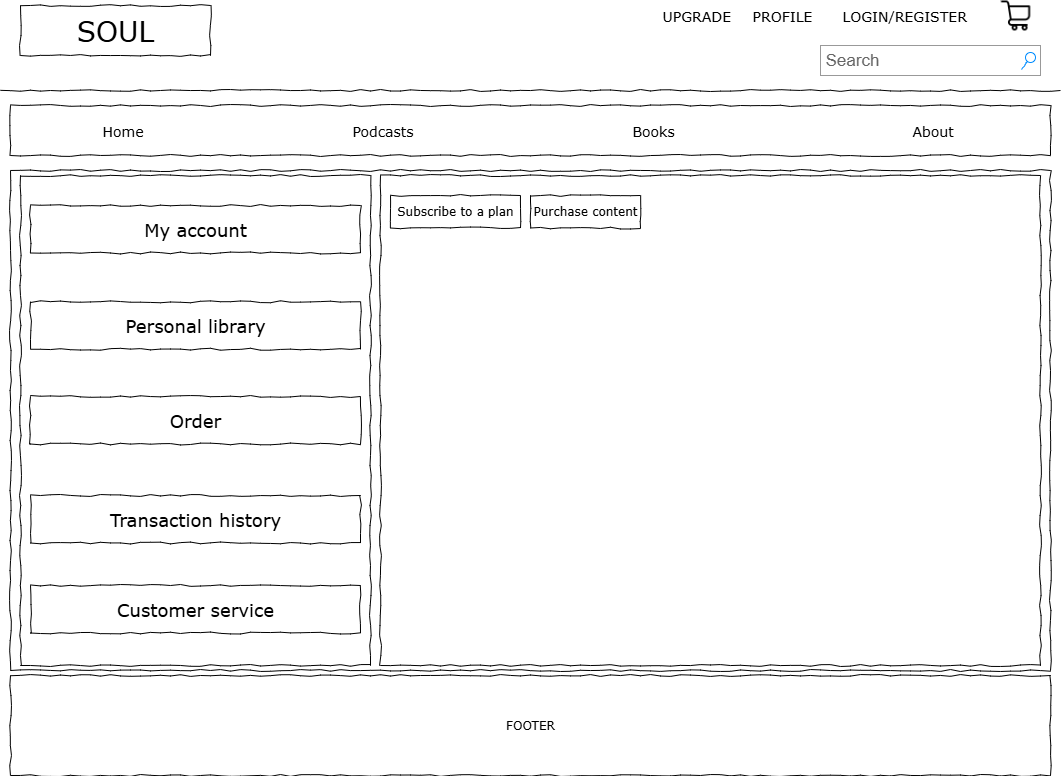 SOUL
UPGRADE
PROFILE
LOGIN/REGISTER
Search
Home
Podcasts
Books
About
My account
Personal library
Order
Transaction history
Customer service
Subscribe to a plan
Purchase content
FOOTER